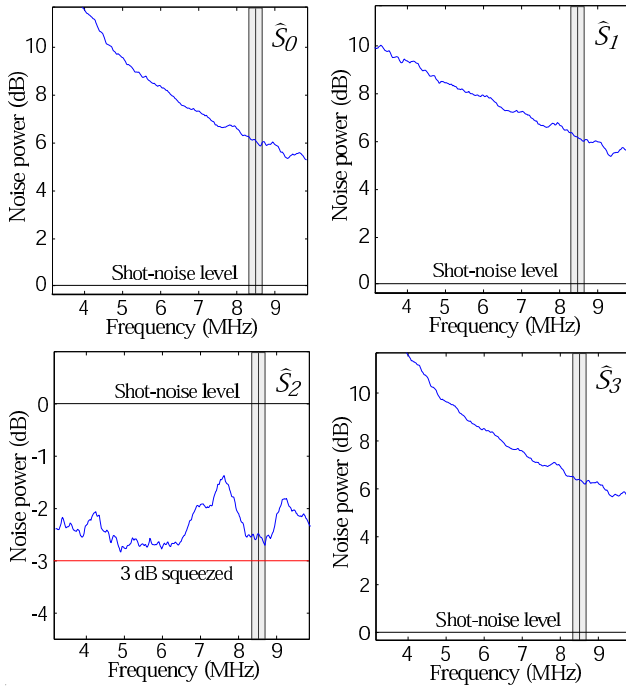 Ŝ0
10
8
6
4
2
0
Noise power (dB)
Shot-noise level
4 5 6 7 8 9
Frequency (MHz)
Ŝ1
10
8
6
4
2
0
Noise power (dB)
Shot-noise level
4 5 6 7 8 9
Frequency (MHz)
Ŝ2
0
-1
-2
-3
-4
Noise power (dB)
Shot-noise level
3 dB squeezed
4 5 6 7 8 9
Frequency (MHz)
Ŝ3
10
8
6
4
2
0
Noise power (dB)
Shot-noise level
4 5 6 7 8 9
Frequency (MHz)